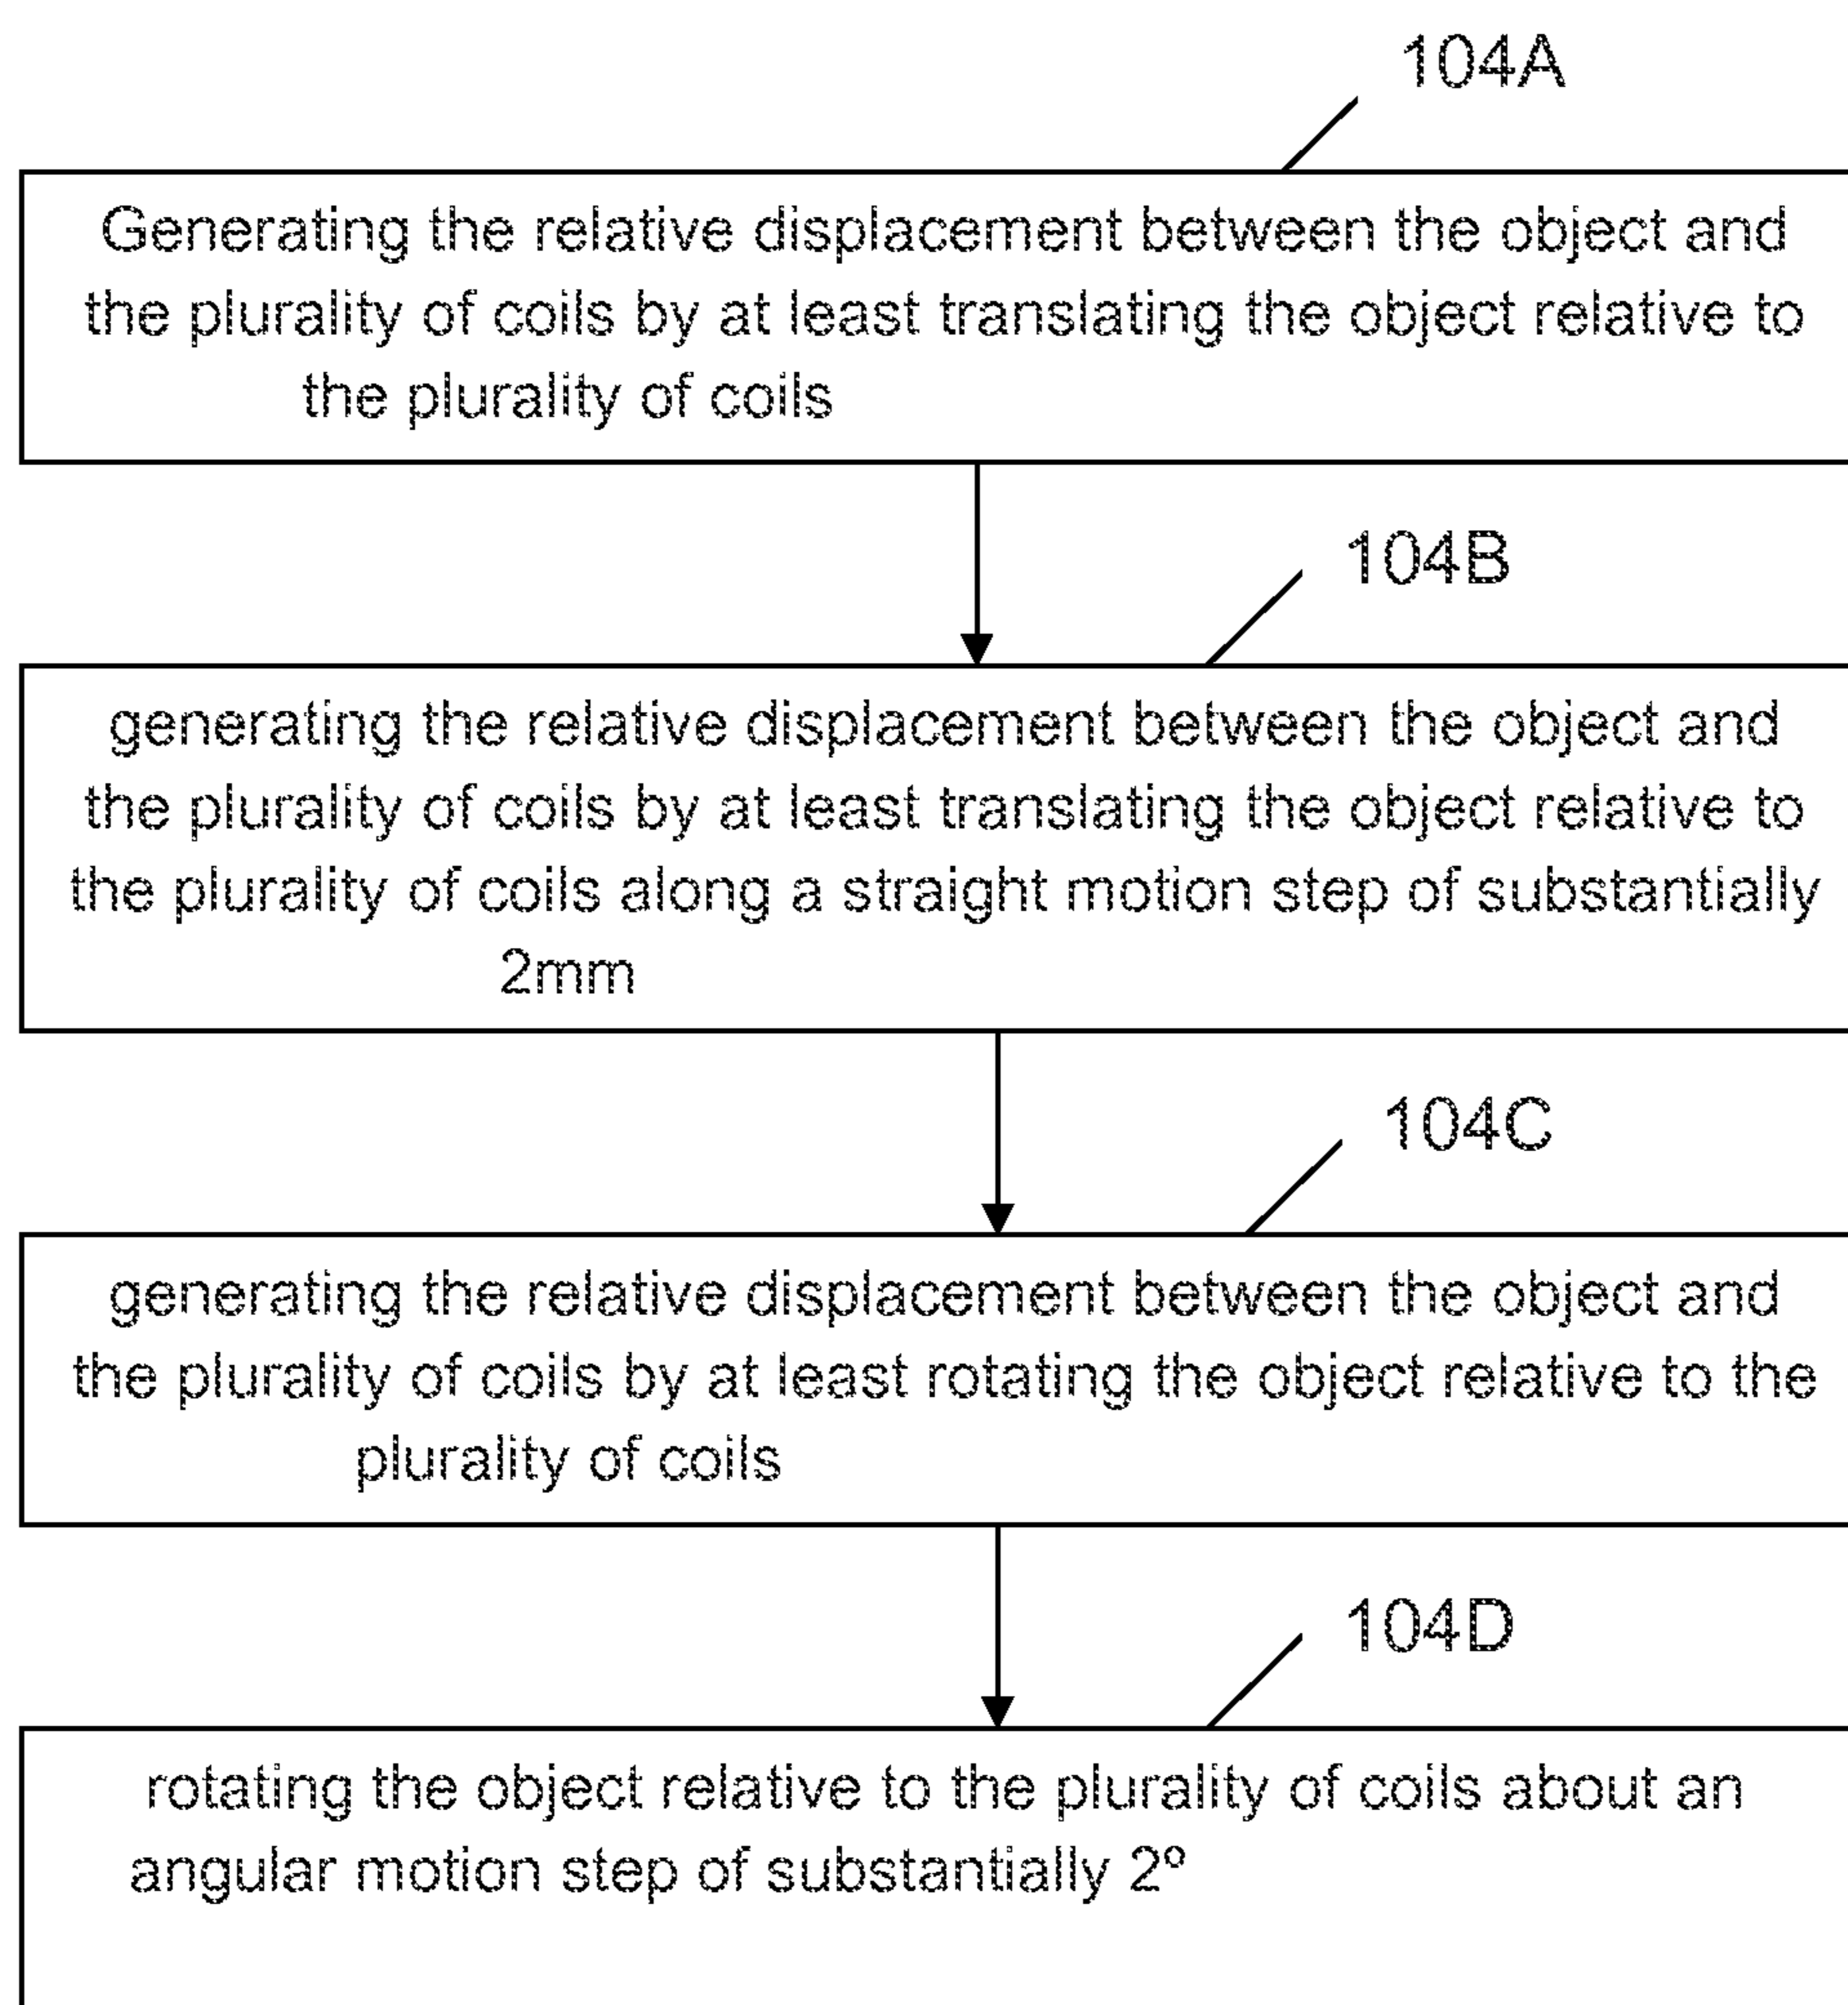 104A
Generating the relative displacement between the object and
the plurality of coils by at least translating the object relative to
the plurality of coils
104B
generating the relative displacement between the object and
the plurality of coils by at least translating the object relative to
the plurality of coils along a straight motion step of substantially
2mm
104C
generating the relative displacement between the object and
the plurality of coils by at least rotating the object relative to the
plurality of coils
104D
rotating the object relative to the plurality of coils about an
angular motion step of substantially 2º